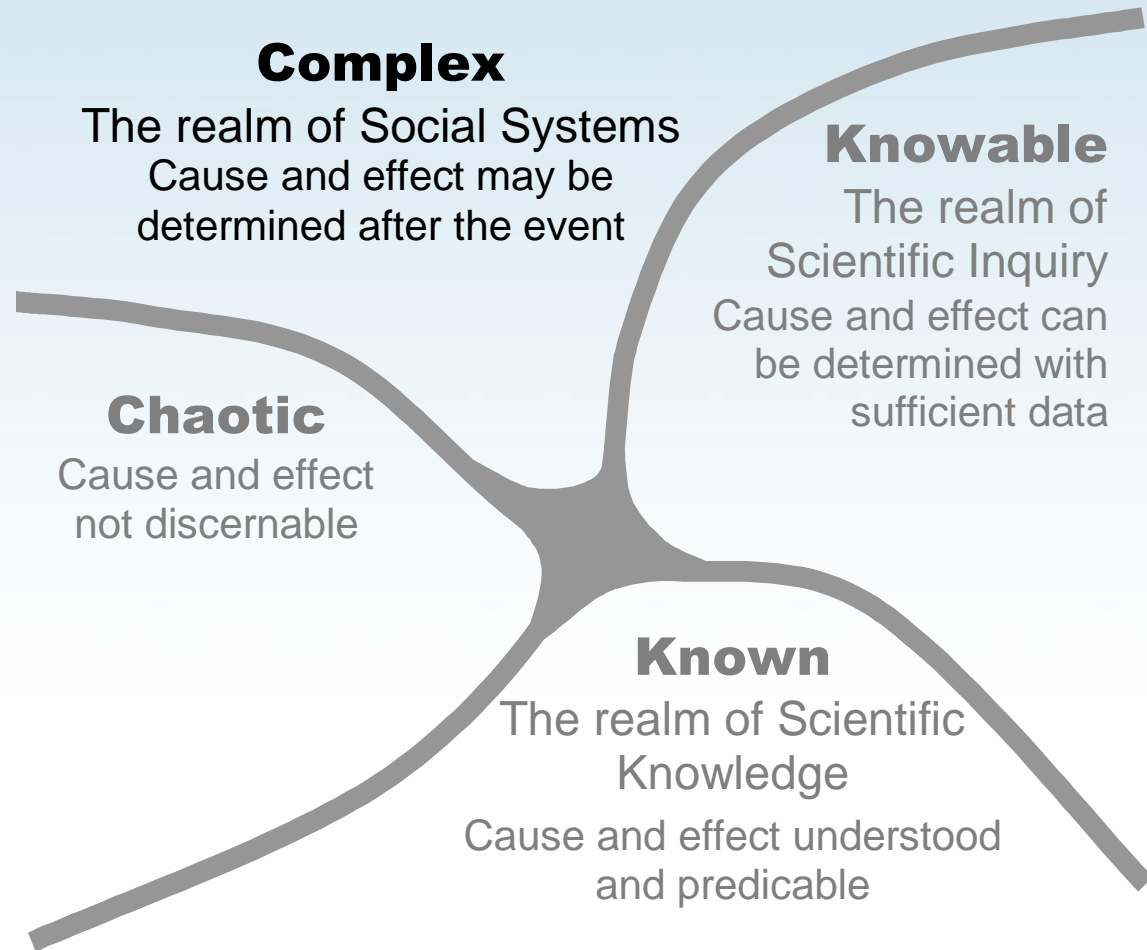 Complex
The realm of Social Systems
Cause and effect may be
determined after the event
Knowable
The realm of
Scientific Inquiry
Cause and effect can
be determined with
sufficient data
Chaotic
Cause and effect
not discernable
Known
The realm of Scientific
Knowledge
Cause and effect understood
and predicable